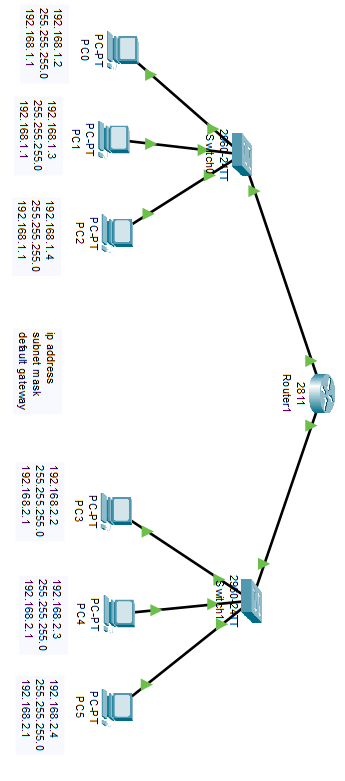 2811
Router1
2960-24TT
Switch0
2960-24TT
Switch1
PC-PT
PC0
PC-PT
PC1
PC-PT
PC2
PC-PT
PC3
PC-PT
PC4
PC-PT
PC5
192.168.1.2
255.255.255.0
192.168.1.1
192.168.1.3
255.255.255.0
192.168.1.1
192.168.1.4
255.255.255.0
192.168.1.1
ip address
subnet mask
default gateway
192.168.2.2
255.255.255.0
192.168.2.1
192.168.2.3
255.255.255.0
192.168.2.1
192.168.2.4
255.255.255.0
192.168.2.1